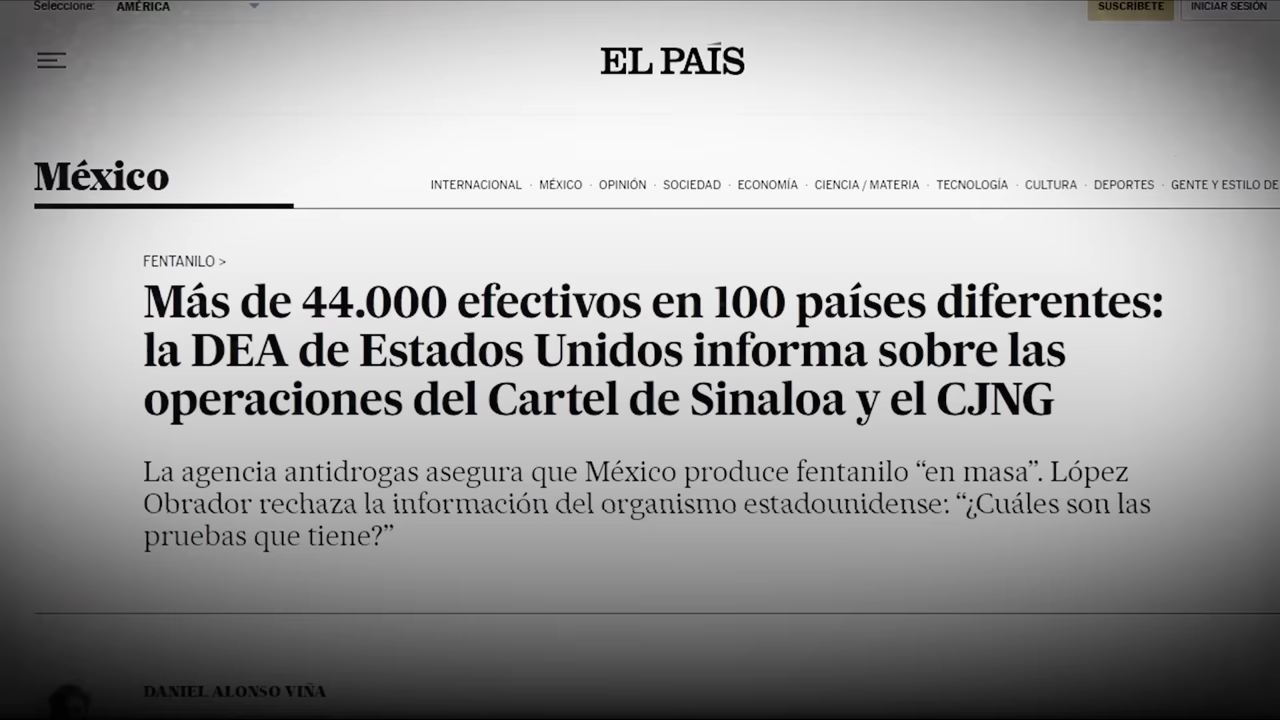 Seleccione: AMÉRICA SUSCRÍBETE INICIAR SESIÓN
EL PAÍS
México
INTERNACIONAL · MÉXICO · OPINIÓN · SOCIEDAD · ECONOMÍA · CIENCIA / MATERIA · TECNOLOGÍA · CULTURA · DEPORTES · GENTE Y ESTILO DE
FENTANILO >
Más de 44.000 efectivos en 100 países diferentes:
la DEA de Estados Unidos informa sobre las
operaciones del Cartel de Sinaloa y el CJNG
La agencia antidrogas asegura que México produce fentanilo “en masa”. López
Obrador rechaza la información del organismo estadounidense: “¿Cuáles son las
pruebas que tiene?”
DANIEL ALONSO VIÑA